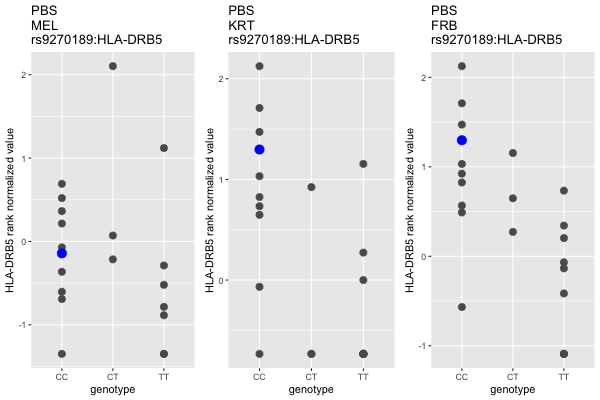 PBS
MEL
rs9270189:HLA-DRB5
HLA-DRB5 rank normalized value
2
1
0
-1
CC CT TT
genotype
PBS
KRT
rs9270189:HLA-DRB5
HLA-DRB5 rank normalized value
2
1
0
CC CT TT
genotype
PBS
FRB
rs9270189:HLA-DRB5
HLA-DRB5 rank normalized value
2
1
0
-1
CC CT TT
genotype